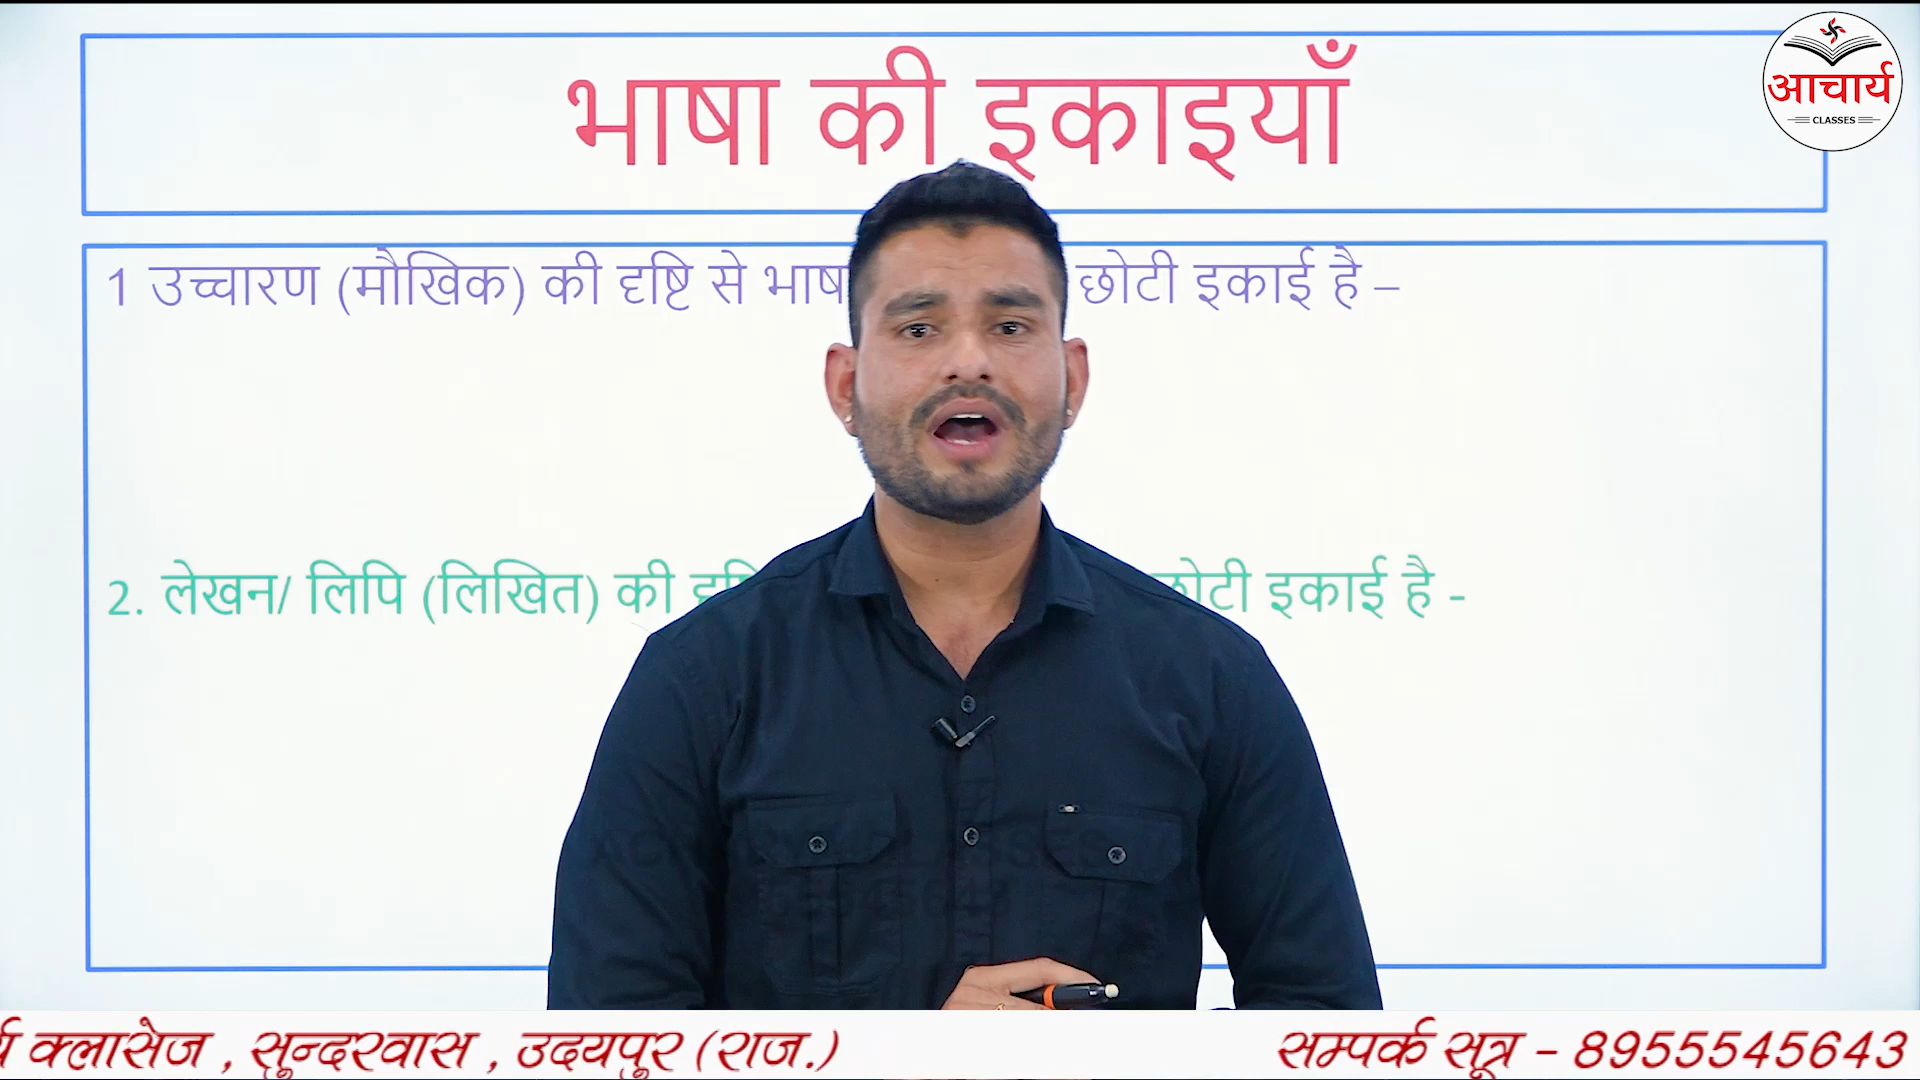 भाषा की इकाइयाँ
आचार्य
CLASSES
1 उच्चारण (मौखिक) की दृष्टि से छोटी इकाई है –
2. लेखन/ लिपि (लिखित) की इकाई है -
क्लासेज , सुन्दरवास , उदयपुर (राज.)
सम्पर्क सूत्र - 8955545643